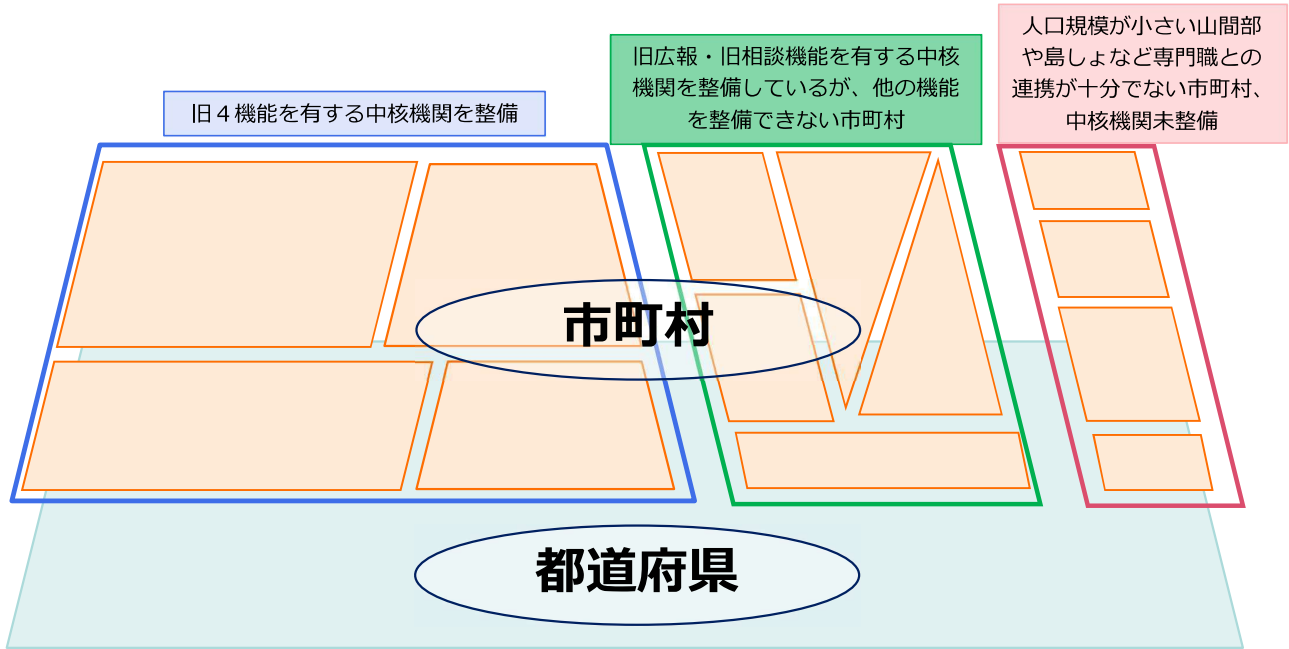 旧４機能を有する中核機関を整備
旧広報・旧相談機能を有する中核
機関を整備しているが、他の機能
を整備できない市町村
人口規模が小さい山間部
や島しょなど専門職との
連携が十分でない市町村、
中核機関未整備
市町村
都道府県